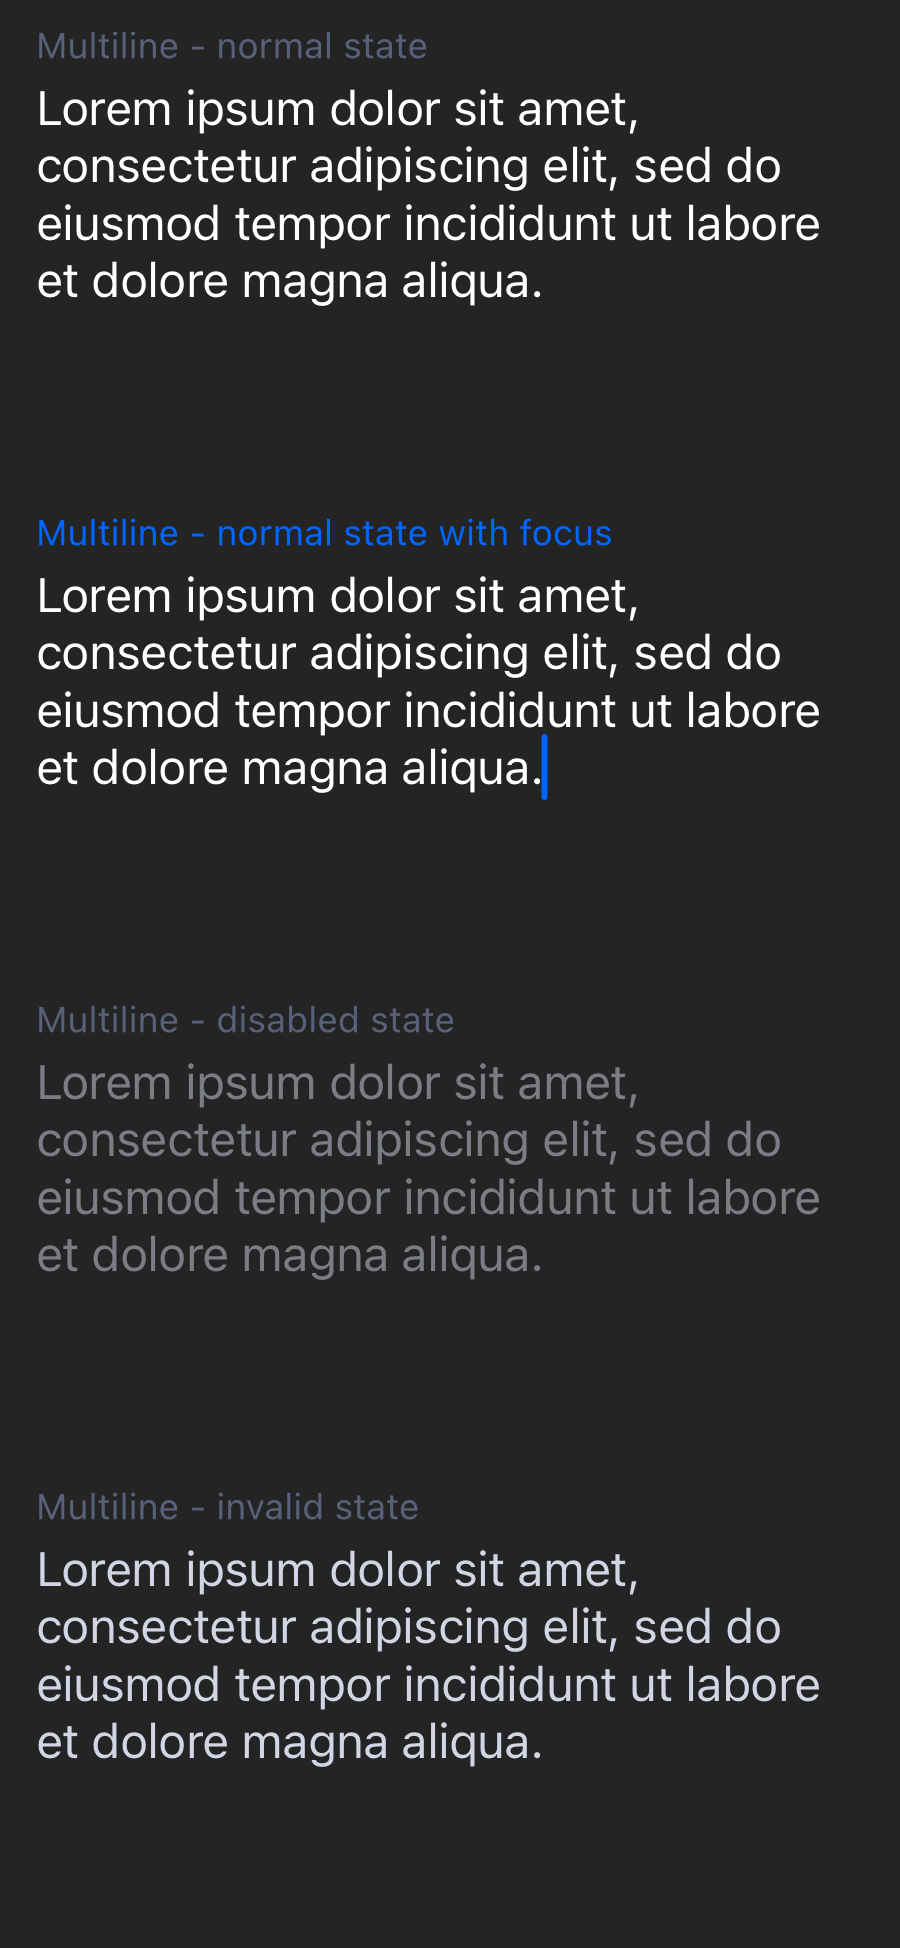 Multiline - normal state
Lorem ipsum dolor sit amet,
consectetur adipiscing elit, sed do
eiusmod tempor incididunt ut labore
et dolore magna aliqua.
Multiline - normal state with focus
Lorem ipsum dolor sit amet,
consectetur adipiscing elit, sed do
eiusmod tempor incididunt ut labore
et dolore magna aliqua.
Multiline - disabled state
Lorem ipsum dolor sit amet,
consectetur adipiscing elit, sed do
eiusmod tempor incididunt ut labore
et dolore magna aliqua.
Multiline - invalid state
Lorem ipsum dolor sit amet,
consectetur adipiscing elit, sed do
eiusmod tempor incididunt ut labore
et dolore magna aliqua.